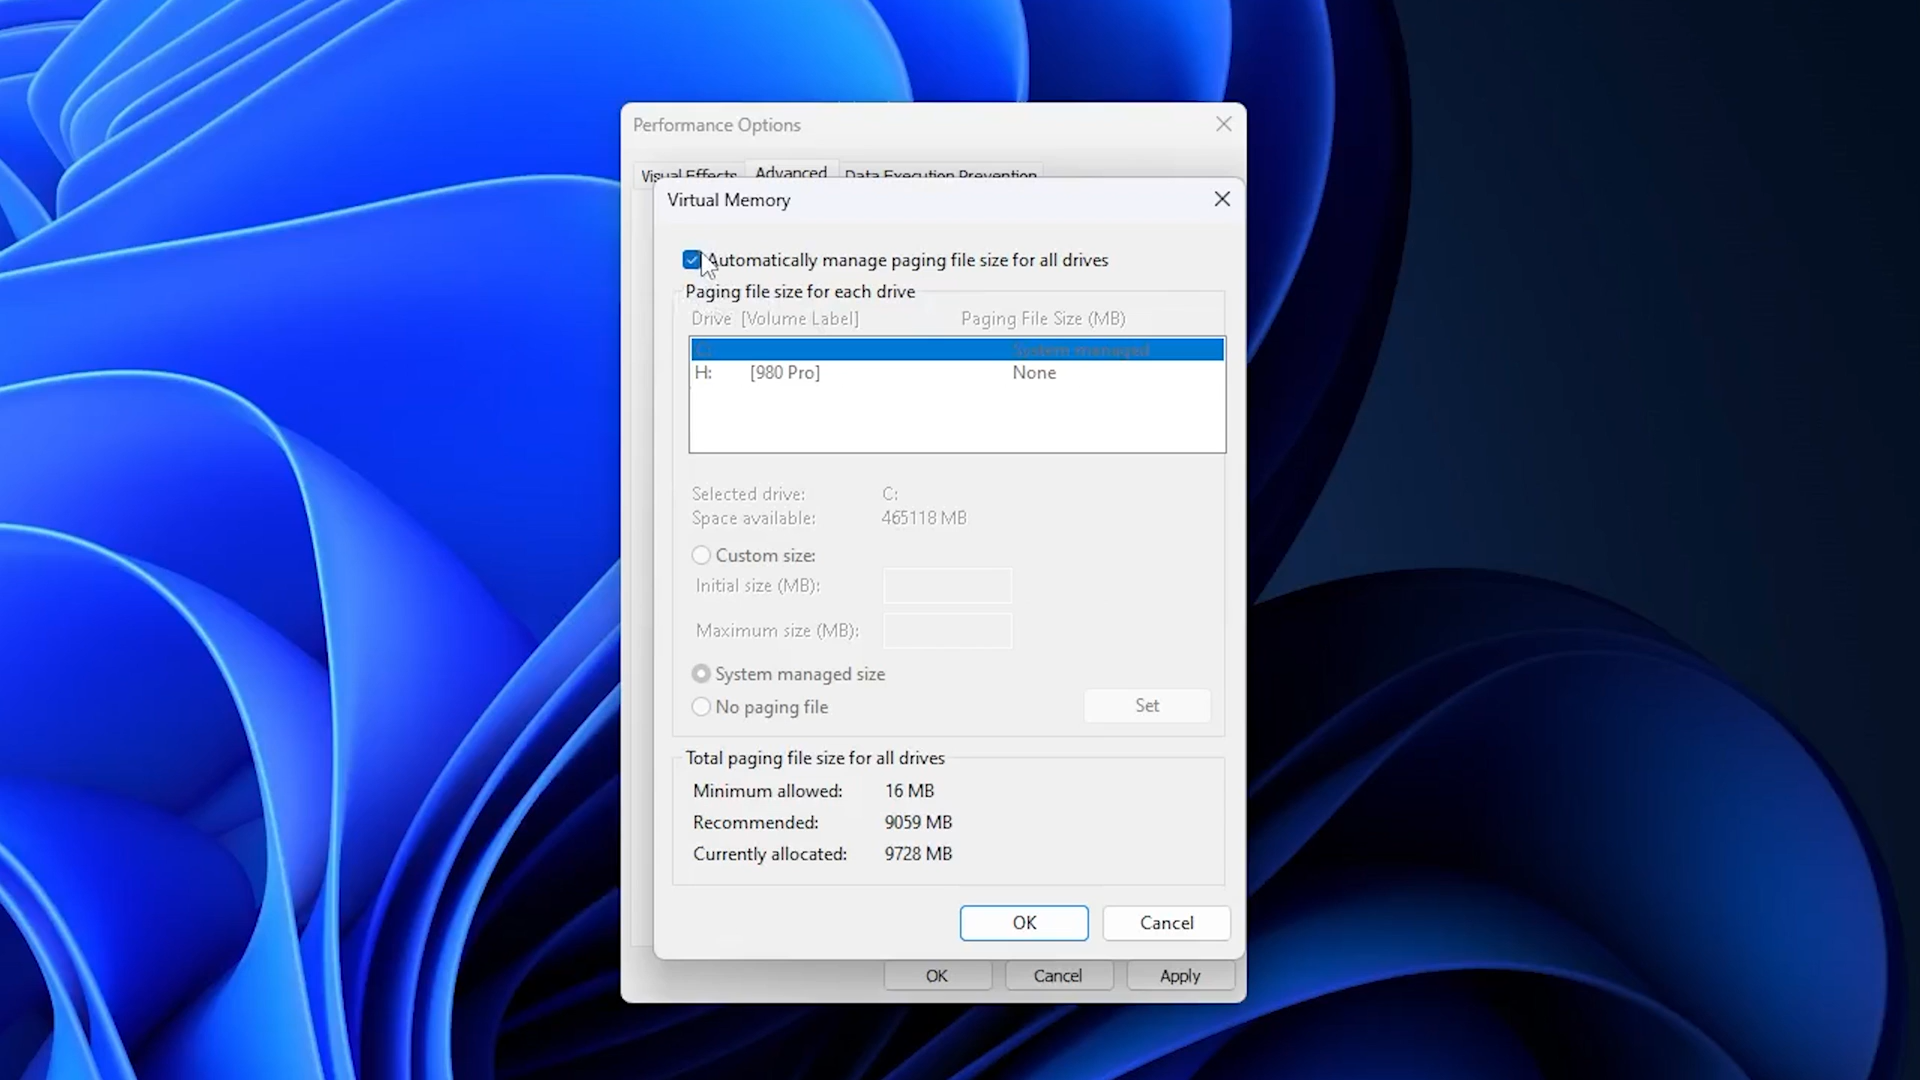 Performance Options
Visual Effects Advanced Data Execution Prevention
Virtual Memory
Automatically manage paging file size for all drives
Paging file size for each drive
Drive [Volume Label] Paging File Size (MB)
C: System managed
H: [980 Pro] None
Selected drive: C:
Space available: 465118 MB
Custom size:
Initial size (MB):
Maximum size (MB):
System managed size
No paging file Set
Total paging file size for all drives
Minimum allowed: 16 MB
Recommended: 9059 MB
Currently allocated: 9728 MB
OK Cancel
OK Cancel Apply